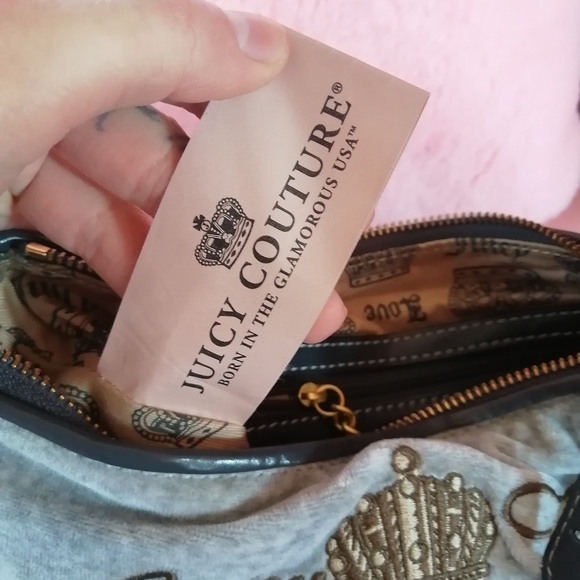 JUICY COUTURE®
BORN IN THE GLAMOROUS USA™
Love